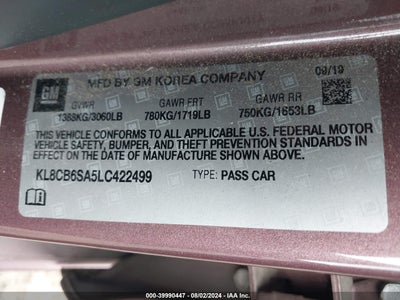 GM
MFD BY GM KOREA COMPANY
09/19
GVWR
GAWR FRT
GAWR RR
1388KG/3060LB
780KG/1719LB
750KG/1653LB
THIS VEHICLE CONFORMS TO ALL APPLICABLE U.S. FEDERAL MOTOR
VEHICLE SAFETY, BUMPER, AND THEFT PREVENTION STANDARDS IN
EFFECT ON THE DATE OF MANUFACTURE SHOWN ABOVE.
KL8CB6SA5LC422499
TYPE: PASS CAR
000-39990447 - 08/02/2024 - IAA Inc.